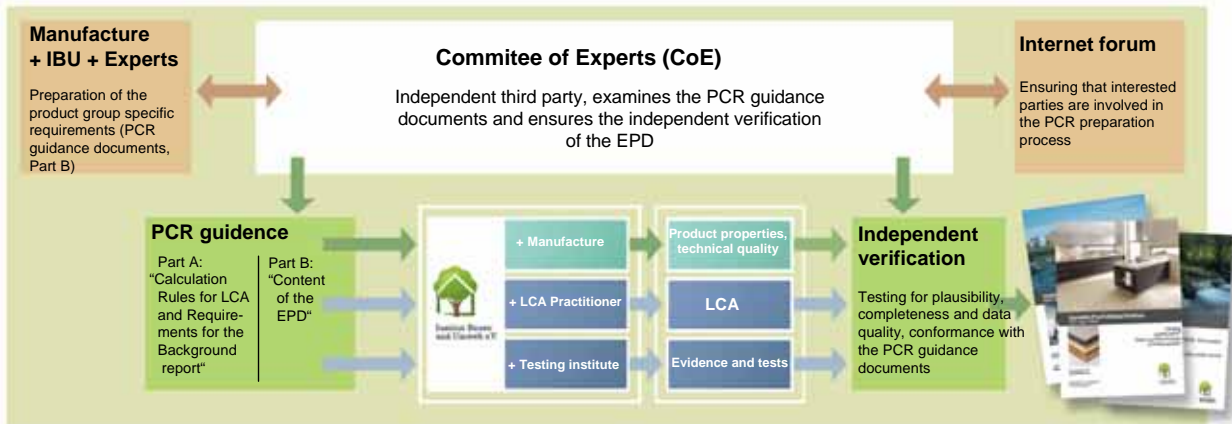 Manufacture
+ IBU + Experts
Preparation of the
product group specific
requirements (PCR
guidance documents,
Part B)
Commitee of Experts (CoE)
Independent third party, examines the PCR guidance
documents and ensures the independent verification
of the EPD
Internet forum
Ensuring that interested
parties are involved in
the PCR preparation
process
PCR guidence
Part A:
“Calculation
Rules for LCA
and Require-
ments for the
Background
report“
Part B:
“Content
of the
EPD“
Institut Bauen
und Umwelt e.V.
+ Manufacture
+ LCA Practitioner
+ Testing institute
Product properties,
technical quality
LCA
Evidence and tests
Independent
verification
Testing for plausibility,
completeness and data
quality, conformance with
the PCR guidance
documents